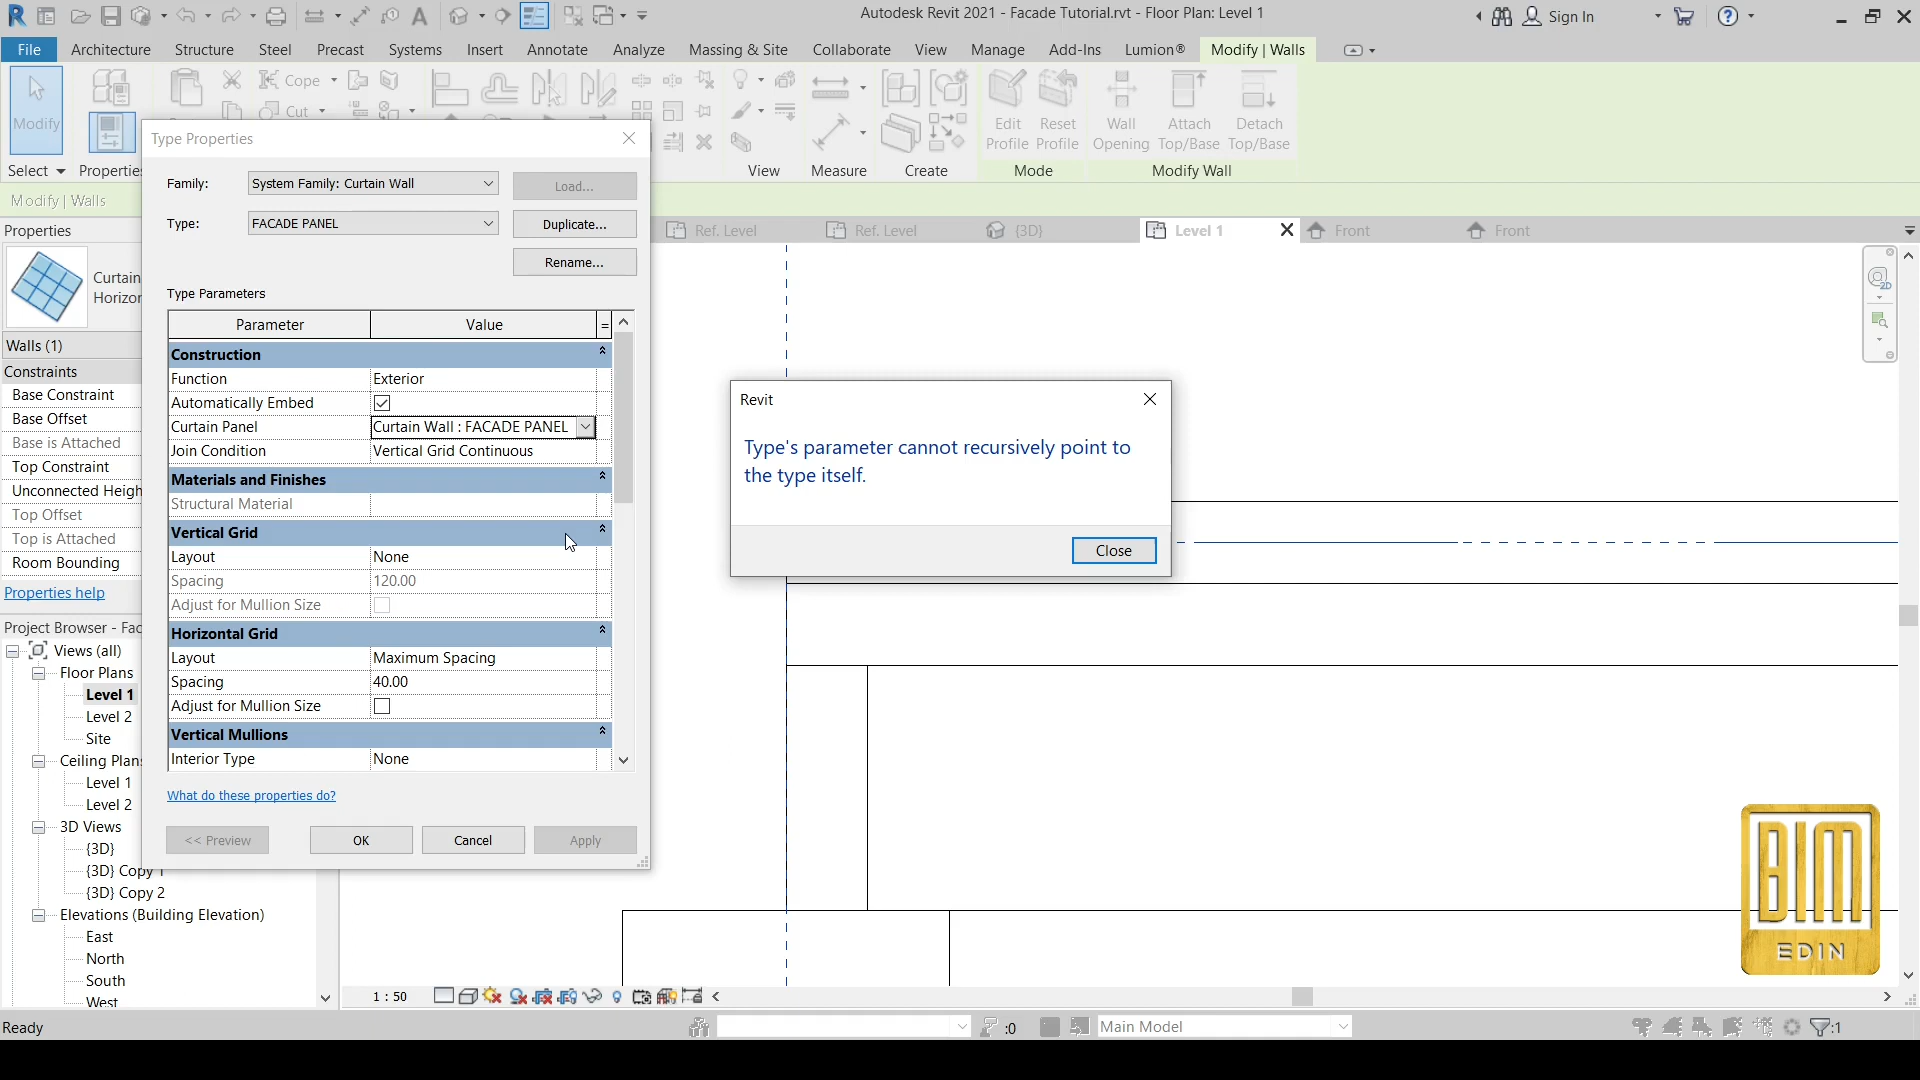 Autodesk Revit 2021 - Facade Tutorial.rvt - Floor Plan: Level 1
Sign In
File Architecture Structure Steel Precast Systems Insert Annotate Analyze Massing & Site Collaborate View Manage Add-Ins Lumion® Modify | Walls
Modify
Cope
Cut
Edit Profile
Reset Profile
Wall Opening
Attach Top/Base
Detach Top/Base
Select
View Measure Create Mode Modify Wall
Modify | Walls
Type Properties
Family:
System Family: Curtain Wall
Load...
Type:
FACADE PANEL
Duplicate...
Rename...
Type Parameters
Parameter Value =
Construction
Function Exterior
Automatically Embed
Curtain Panel Curtain Wall : FACADE PANEL
Join Condition Vertical Grid Continuous
Materials and Finishes
Structural Material
Vertical Grid
Layout None
Spacing 120.00
Adjust for Mullion Size
Horizontal Grid
Layout Maximum Spacing
Spacing 40.00
Adjust for Mullion Size
Vertical Mullions
Interior Type None
What do these properties do?
<< Preview OK Cancel Apply
Ref. Level
Ref. Level
{3D}
Level 1
Front
Front
2D
Revit
Type's parameter cannot recursively point to
the type itself.
Close
Properties
Curtain
Walls (1)
Constraints
Base Constraint
Base Offset
Base is Attached
Top Constraint
Top Offset
Top is Attached
Room Bounding
Properties help
Project Browser -
Views (all)
Floor Plans
Level 1
Level 2
Site
Ceiling Plans
Level 1
Level 2
3D Views
{3D}
{3D} Copy 1
{3D} Copy 2
Elevations (Building Elevation)
East
North
South
West
1 : 50
Ready
:0
Main Model
:1
BIM
EDIN